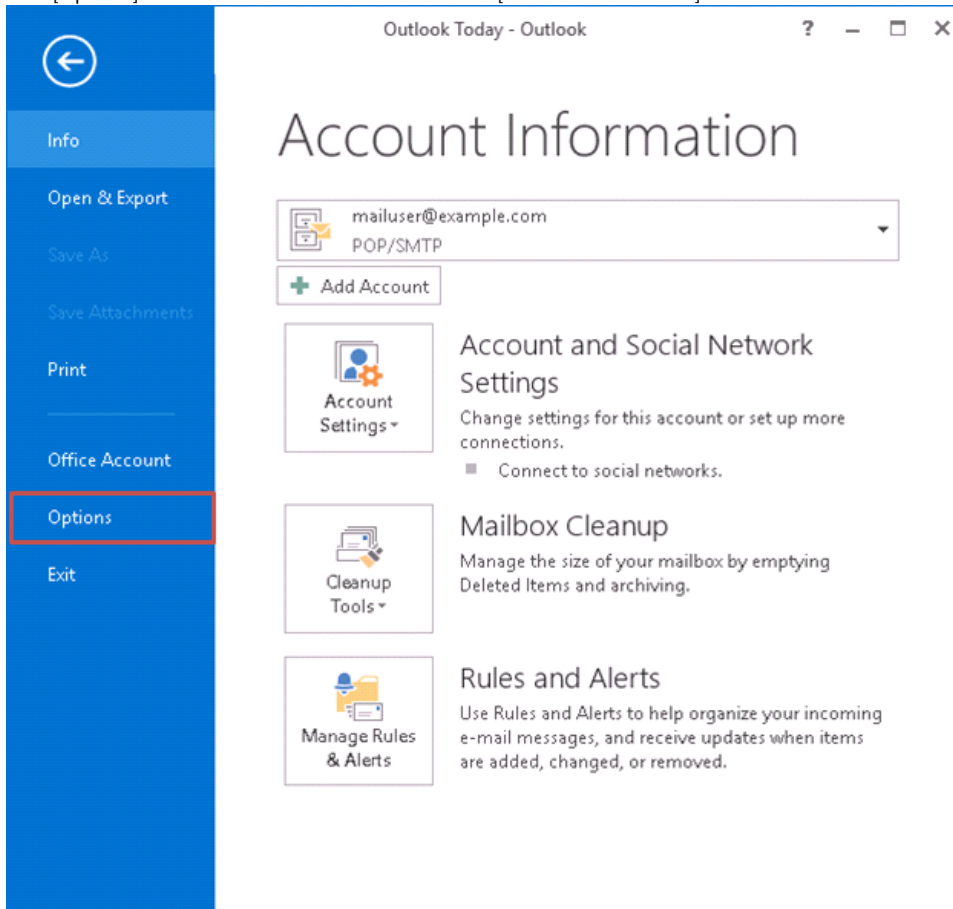 Outlook Today - Outlook
?
Info
Open & Export
Save As
Save Attachments
Print
Office Account
Options
Exit
Account Information
mailuser@example.com
POP/SMTP
Add Account
Account
Settings
Account and Social Network
Settings
Change settings for this account or set up more
connections.
Connect to social networks.
Cleanup
Tools
Mailbox Cleanup
Manage the size of your mailbox by emptying
Deleted Items and archiving.
Manage Rules
& Alerts
Rules and Alerts
Use Rules and Alerts to help organize your incoming
e-mail messages, and receive updates when items
are added, changed, or removed.